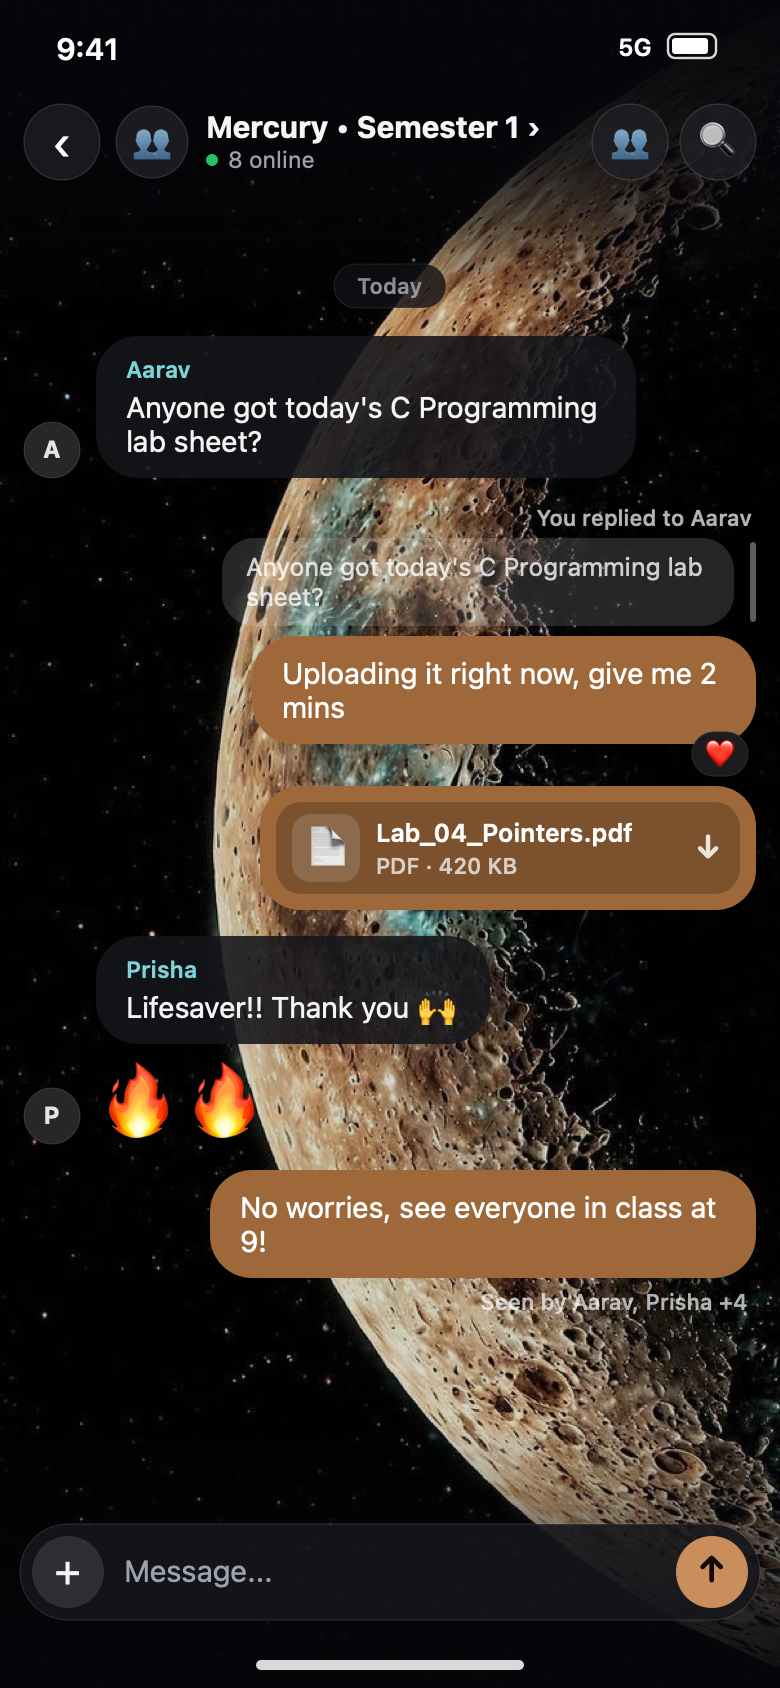 9:41
5G
Mercury • Semester 1 ›
8 online
Today
Aarav
Anyone got today's C Programming
lab sheet?
A
You replied to Aarav
Anyone got today's C Programming lab
sheet?
Uploading it right now, give me 2
mins
Lab_04_Pointers.pdf
PDF · 420 KB
Prisha
Lifesaver!! Thank you 🙌
P
No worries, see everyone in class at
9!
Seen by Aarav, Prisha +4
Message...